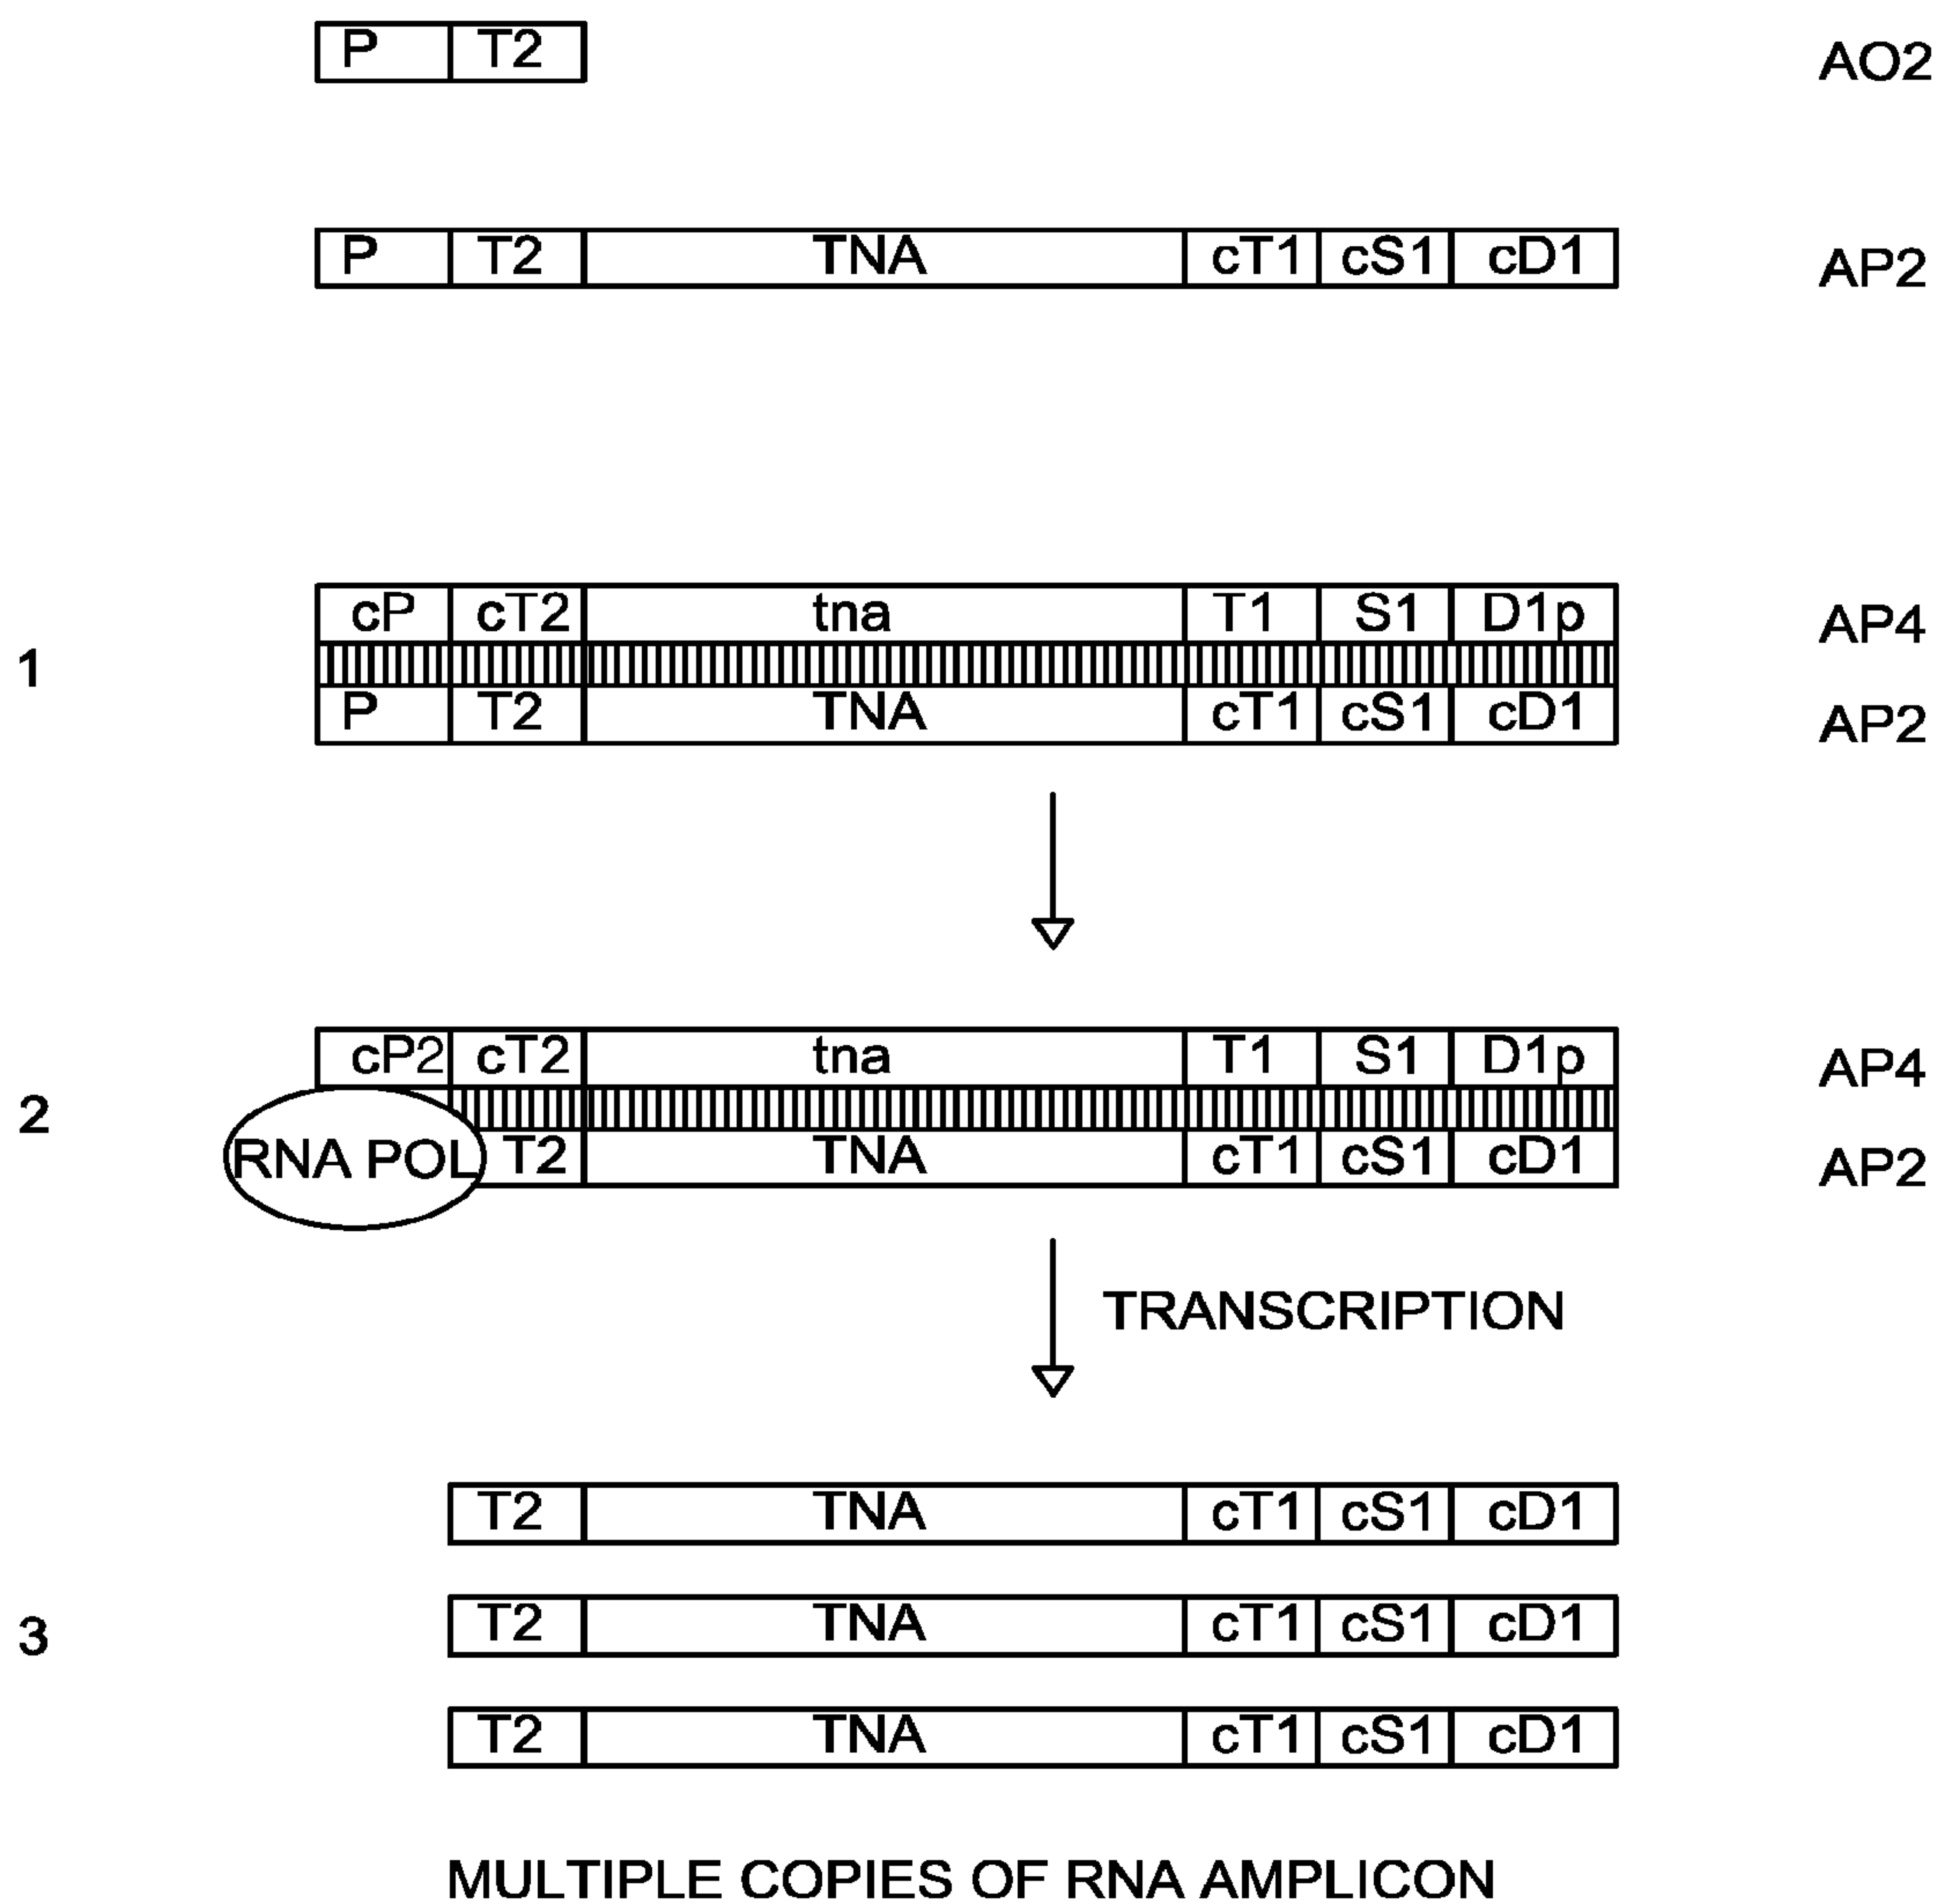 P T2 AO2
P T2 TNA cT1 cS1 cD1 AP2
cP cT2 tna T1 S1 D1p AP4
1
P T2 TNA cT1 cS1 cD1 AP2
cP2 cT2 tna T1 S1 D1p AP4
2
RNA POL T2 TNA cT1 cS1 cD1 AP2
TRANSCRIPTION
T2 TNA cT1 cS1 cD1
3 T2 TNA cT1 cS1 cD1
T2 TNA cT1 cS1 cD1
MULTIPLE COPIES OF RNA AMPLICON